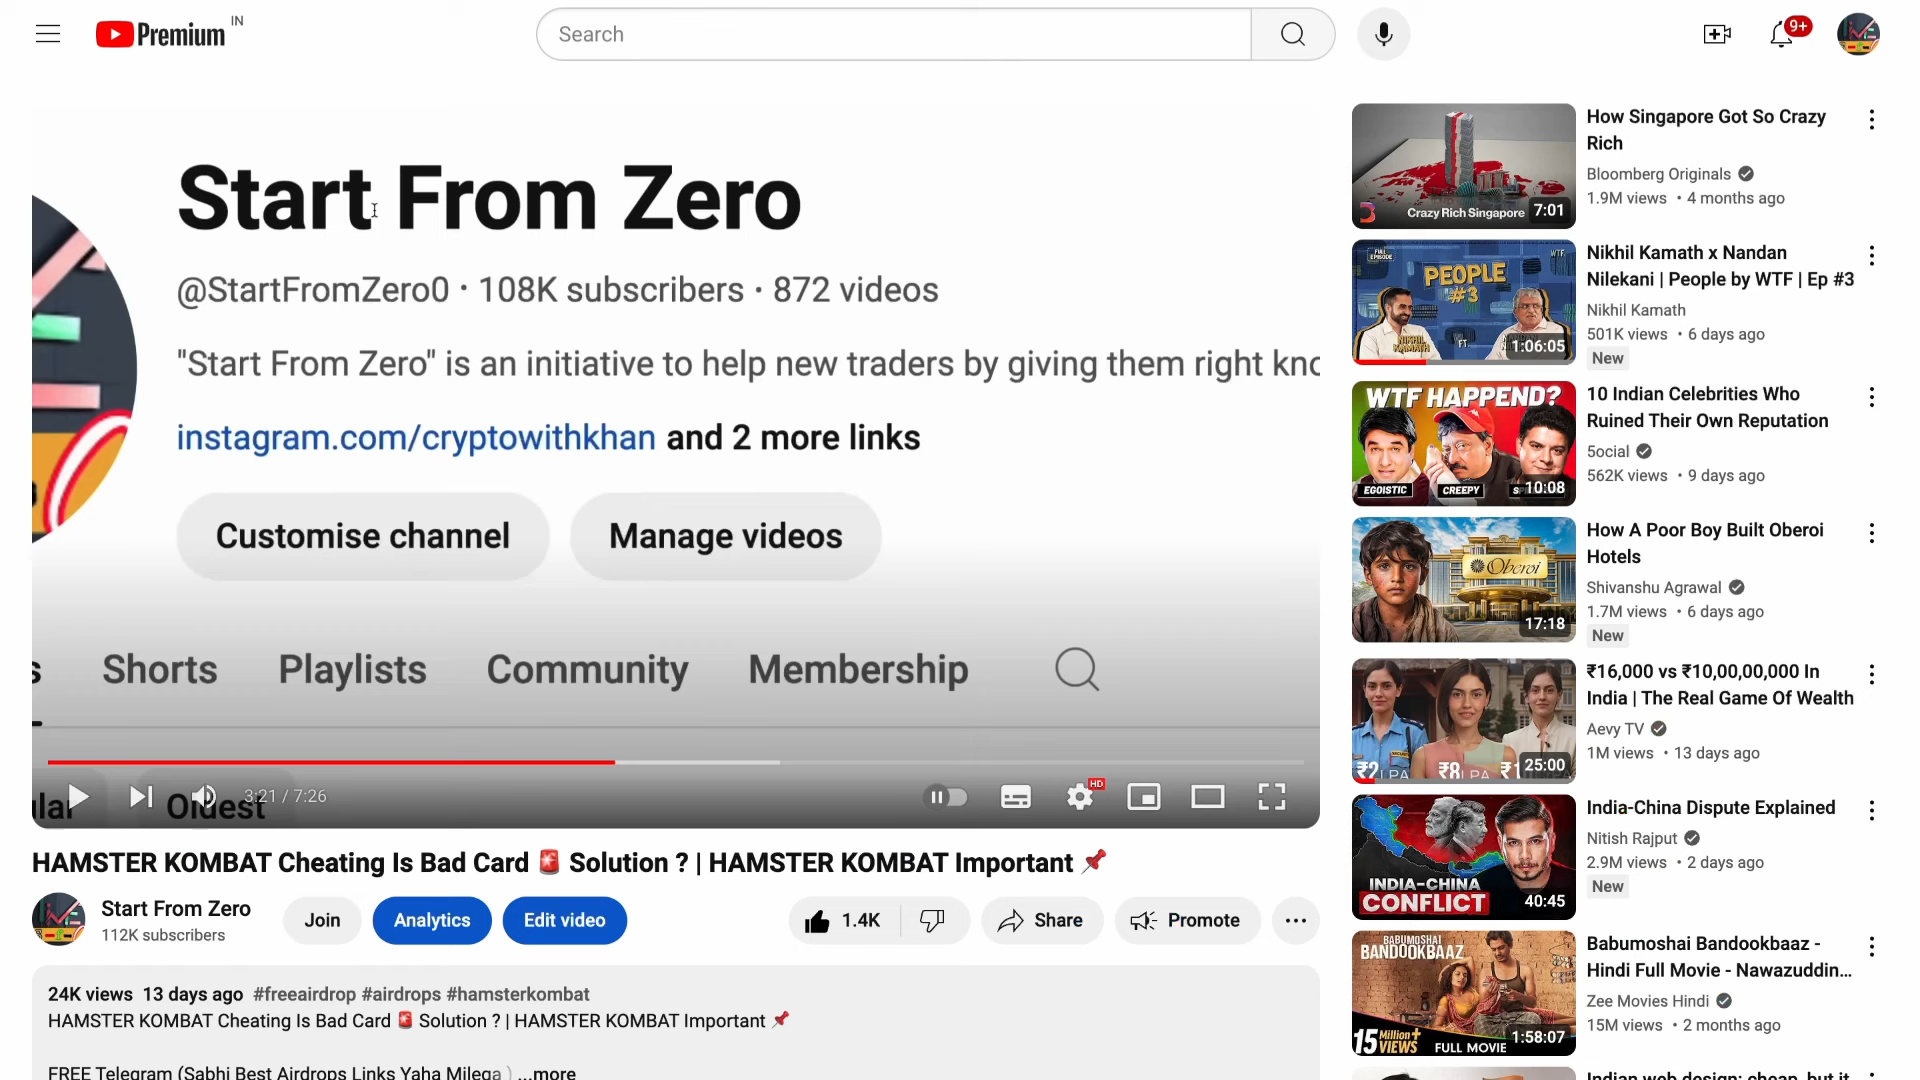 Premium IN
Search
9+
Start From Zero
@StartFromZero0 · 108K subscribers · 872 videos
"Start From Zero" is an initiative to help new traders by giving them right kno
instagram.com/cryptowithkhan and 2 more links
Customise channel Manage videos
s Shorts Playlists Community Membership
ular Oldest
3:21 / 7:26
HD
HAMSTER KOMBAT Cheating Is Bad Card 🚨 Solution ? | HAMSTER KOMBAT Important 📌
Start From Zero
112K subscribers
Join Analytics Edit video
1.4K Share Promote
24K views 13 days ago #freeairdrop #airdrops #hamsterkombat
HAMSTER KOMBAT Cheating Is Bad Card 🚨 Solution ? | HAMSTER KOMBAT Important 📌
FREE Telegram (Sabhi Best Airdrops Links Yaha Milega ) ...more
Crazy Rich Singapore 7:01
How Singapore Got So Crazy
Rich
Bloomberg Originals
1.9M views • 4 months ago
FULL EPISODE
WTF
PEOPLE
#3
NIKHIL KAMATH
FT.
1:06:05
Nikhil Kamath x Nandan
Nilekani | People by WTF | Ep #3
Nikhil Kamath
501K views • 6 days ago
New
WTF HAPPEND?
EGOISTIC CREEPY
10:08
10 Indian Celebrities Who
Ruined Their Own Reputation
5ocial
562K views • 9 days ago
Oberoi
17:18
How A Poor Boy Built Oberoi
Hotels
Shivanshu Agrawal
1.7M views • 6 days ago
New
₹2 LPA ₹8 LPA ₹1
25:00
₹16,000 vs ₹10,00,00,000 In
India | The Real Game Of Wealth
Aevy TV
1M views • 13 days ago
INDIA-CHINA
CONFLICT
40:45
India-China Dispute Explained
Nitish Rajput
2.9M views • 2 days ago
New
BABUMOSHAI
BANDOOKBAAZ
15 Million+
VIEWS FULL MOVIE
1:58:07
Babumoshai Bandookbaaz -
Hindi Full Movie - Nawazuddin...
Zee Movies Hindi
15M views • 2 months ago
Indian web design: cheap, but it